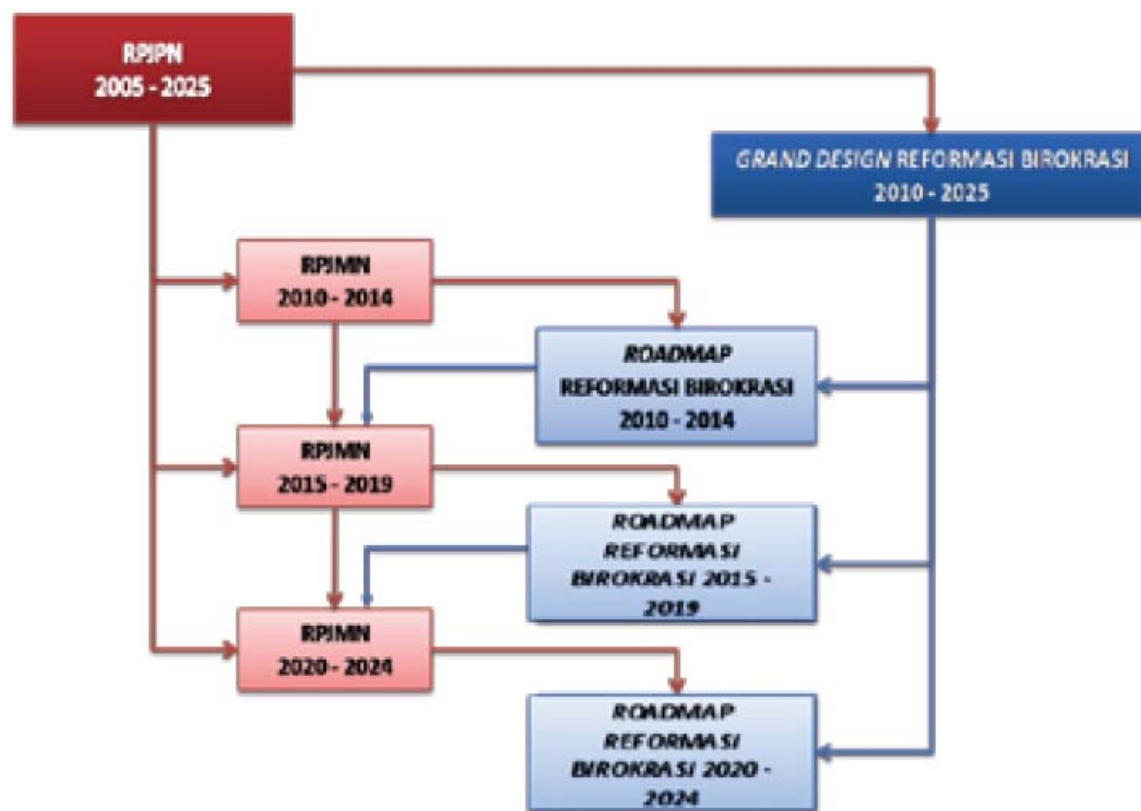 RPJPN
2005 - 2025
GRAND DESIGN REFORMASI BIROKRASI
2010 - 2025
RPJMN
2010 - 2014
ROADMAP
REFORMASI BIROKRASI
2010 - 2014
RPJMN
2015 - 2019
ROADMAP
REFORMASI
BIROKRASI 2015 -
2019
RPJMN
2020 - 2024
ROADMAP
REFORMASI
BIROKRASI 2020 -
2024